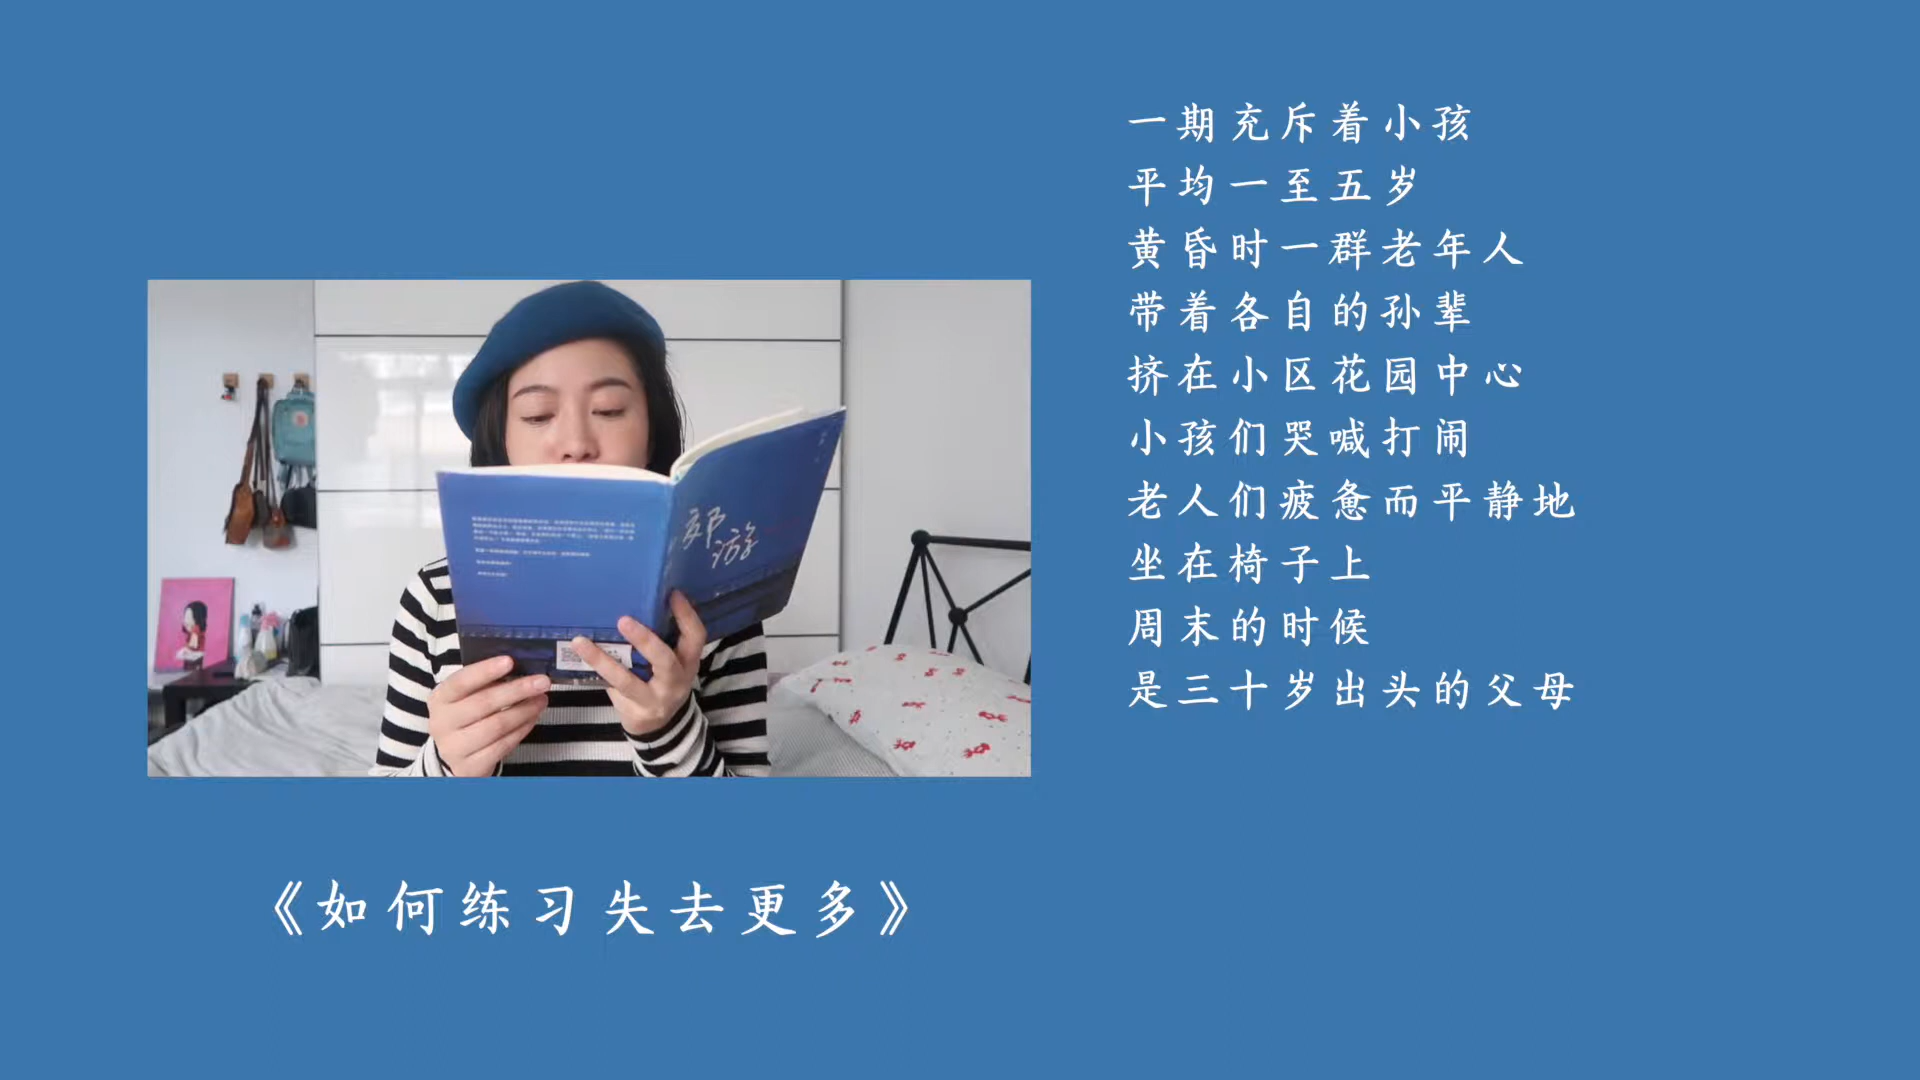 一期充斥着小孩
平均一至五岁
黄昏时一群老年人
带着各自的孙辈
挤在小区花园中心
小孩们哭喊打闹
老人们疲惫而平静地
坐在椅子上
周末的时候
是三十岁出头的父母
郊游
《如何练习失去更多》